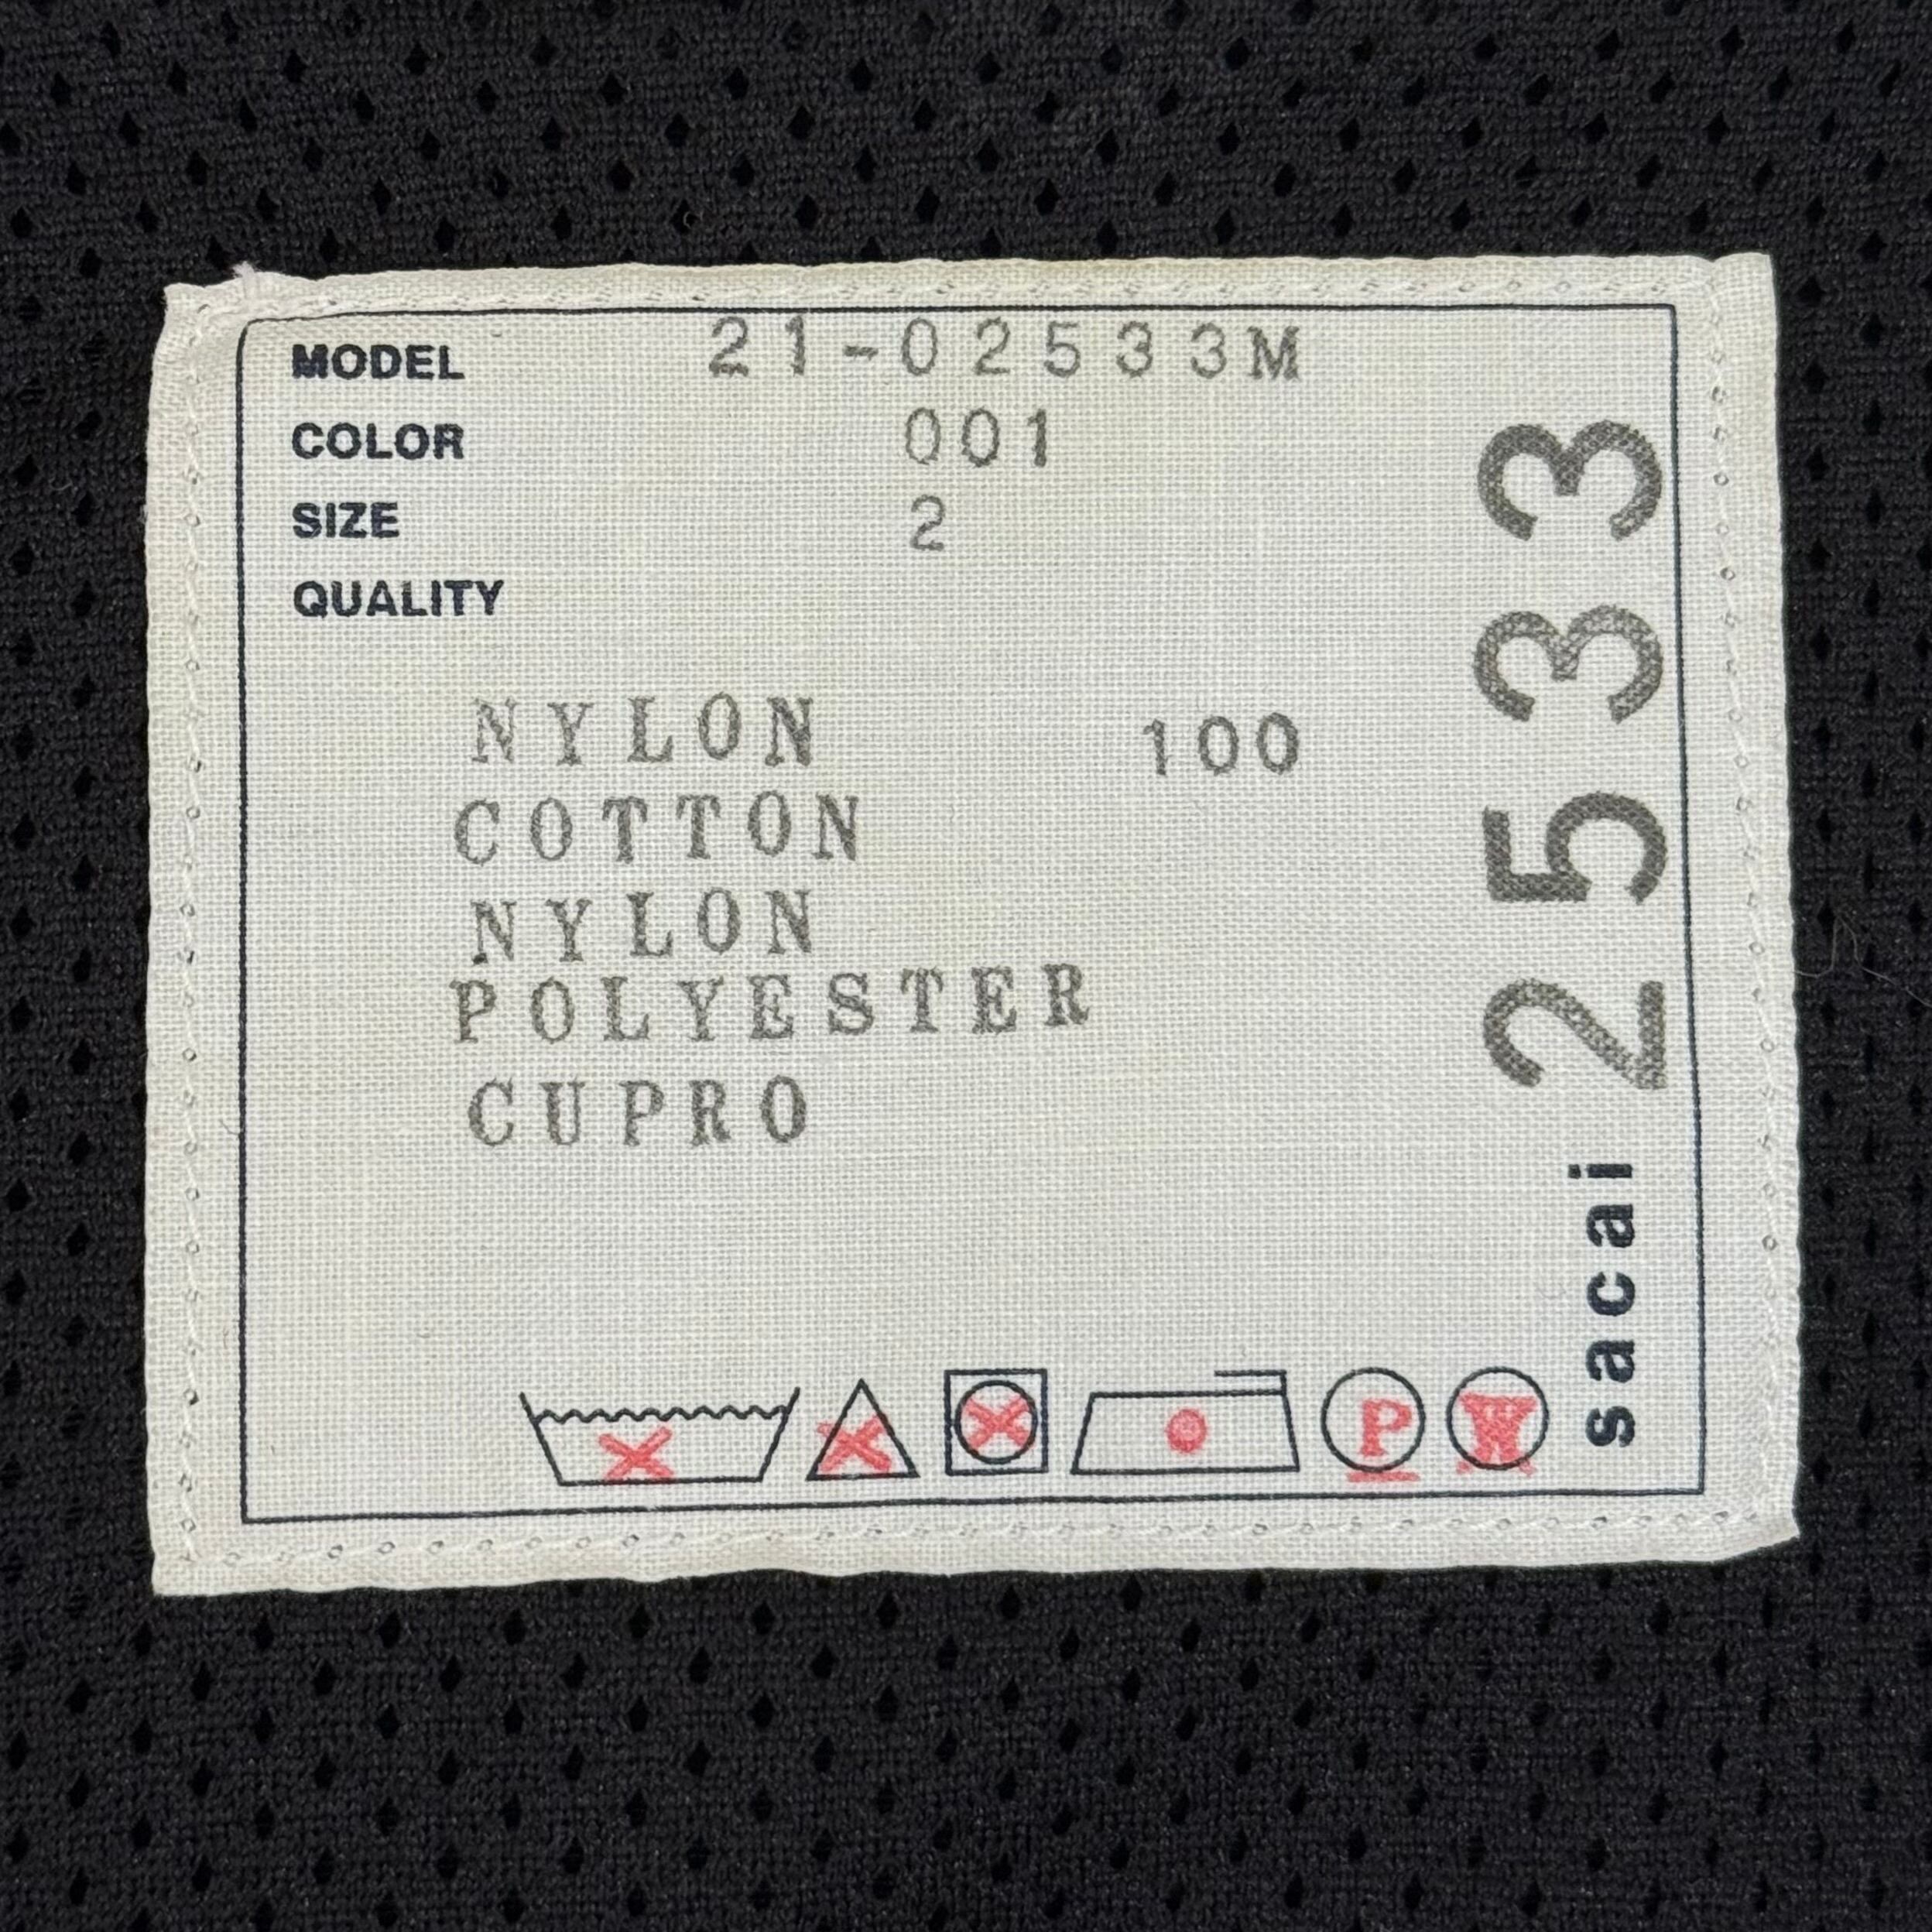 MODEL 21-02533M
COLOR 001
SIZE 2
QUALITY
NYLON 100
COTTON
NYLON
POLYESTER
CUPRO
P W
sacai 2533